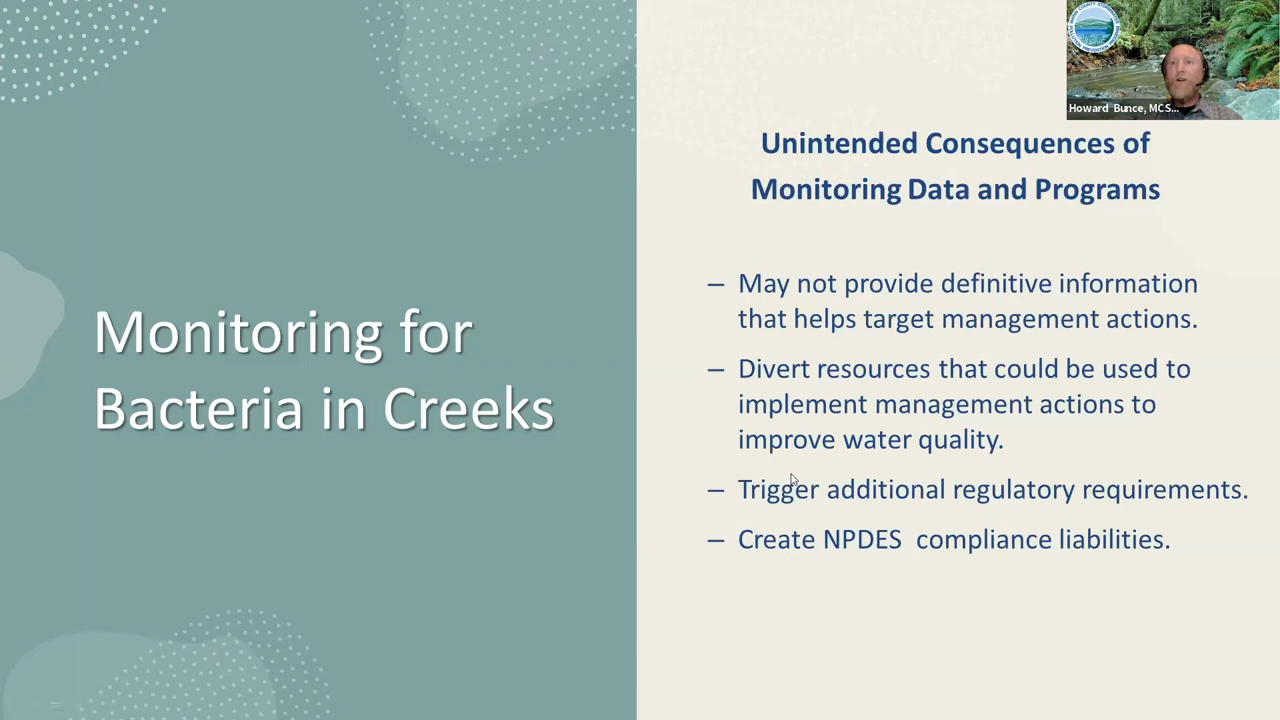 Monitoring for
Bacteria in Creeks
Unintended Consequences of
Monitoring Data and Programs
– May not provide definitive information
that helps target management actions.
– Divert resources that could be used to
implement management actions to
improve water quality.
– Trigger additional regulatory requirements.
– Create NPDES  compliance liabilities.
Howard Bunce, MCS...